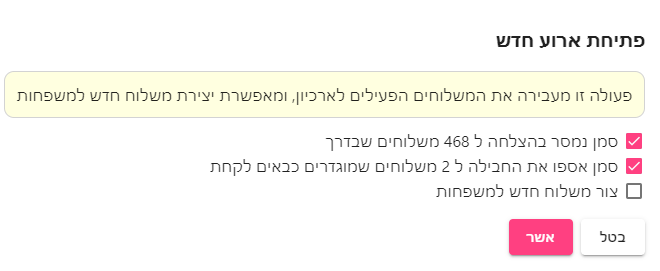 פתיחת ארוע חדש
פעולה זו מעבירה את המשלוחים הפעילים לארכיון, ומאפשרת יצירת משלוח חדש למשפחות
סמן נמסר בהצלחה ל 468 משלוחים שבדרך
סמן אספו את החבילה ל 2 משלוחים שמוגדרים כבאים לקחת
צור משלוח חדש למשפחות
בטל
אשר